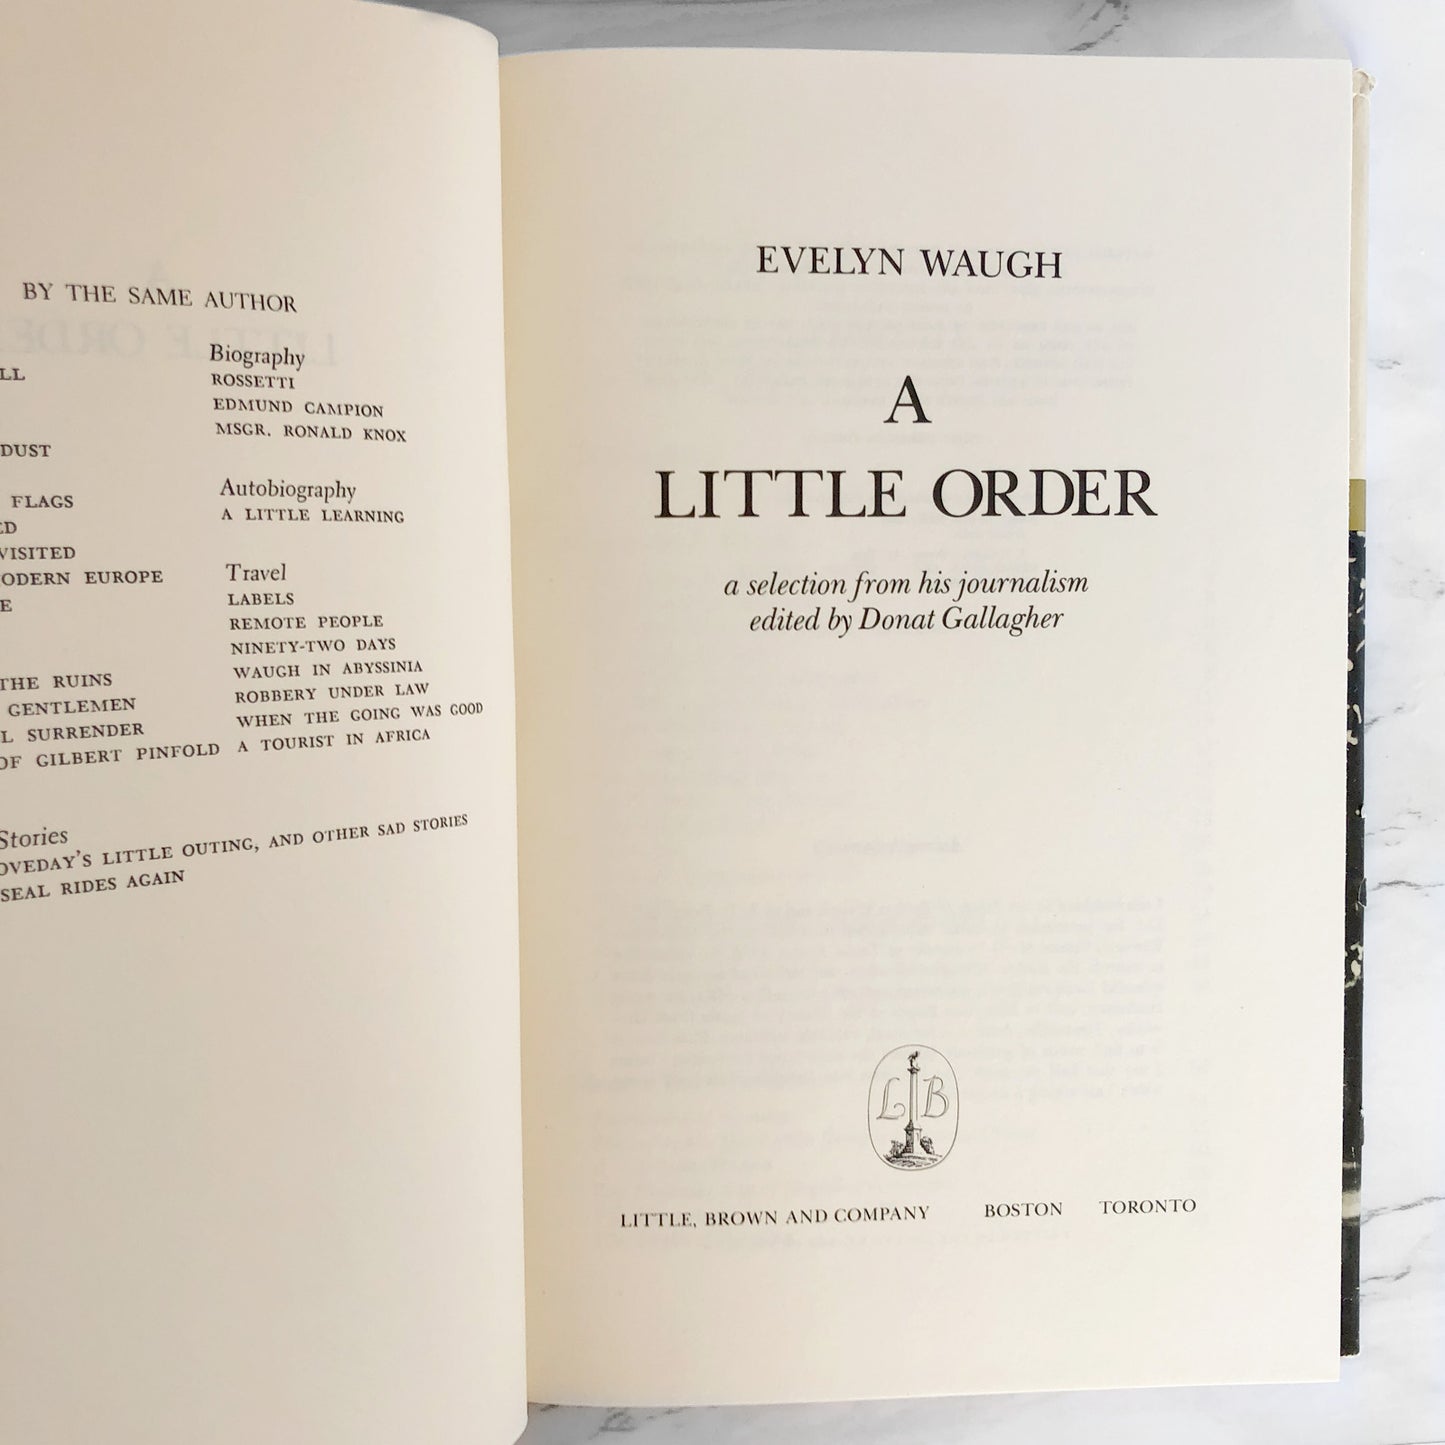 BY THE SAME AUTHOR
LL
DUST
FLAGS
ED
VISITED
ODERN EUROPE
E
THE RUINS
GENTLEMEN
L SURRENDER
OF GILBERT PINFOLD
Biography
ROSSETTI
EDMUND CAMPION
MSGR. RONALD KNOX
Autobiography
A LITTLE LEARNING
Travel
LABELS
REMOTE PEOPLE
NINETY-TWO DAYS
WAUGH IN ABYSSINIA
ROBBERY UNDER LAW
WHEN THE GOING WAS GOOD
A TOURIST IN AFRICA
Stories
OVEDAY'S LITTLE OUTING, AND OTHER SAD STORIES
SEAL RIDES AGAIN
EVELYN WAUGH
A
LITTLE ORDER
a selection from his journalism
edited by Donat Gallagher
L B
LITTLE, BROWN AND COMPANY BOSTON TORONTO